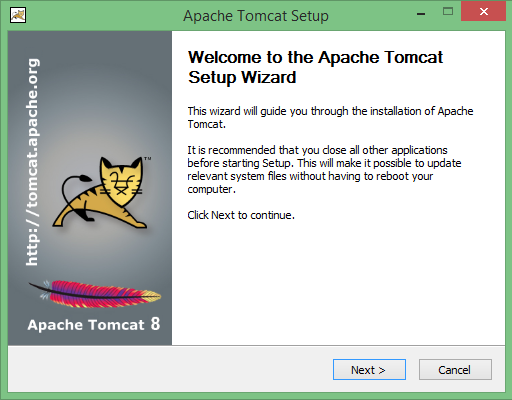 Apache Tomcat Setup
http://tomcat.apache.org
TM
Apache Tomcat 8
Welcome to the Apache Tomcat
Setup Wizard
This wizard will guide you through the installation of Apache
Tomcat.
It is recommended that you close all other applications
before starting Setup. This will make it possible to update
relevant system files without having to reboot your
computer.
Click Next to continue.
Next >
Cancel